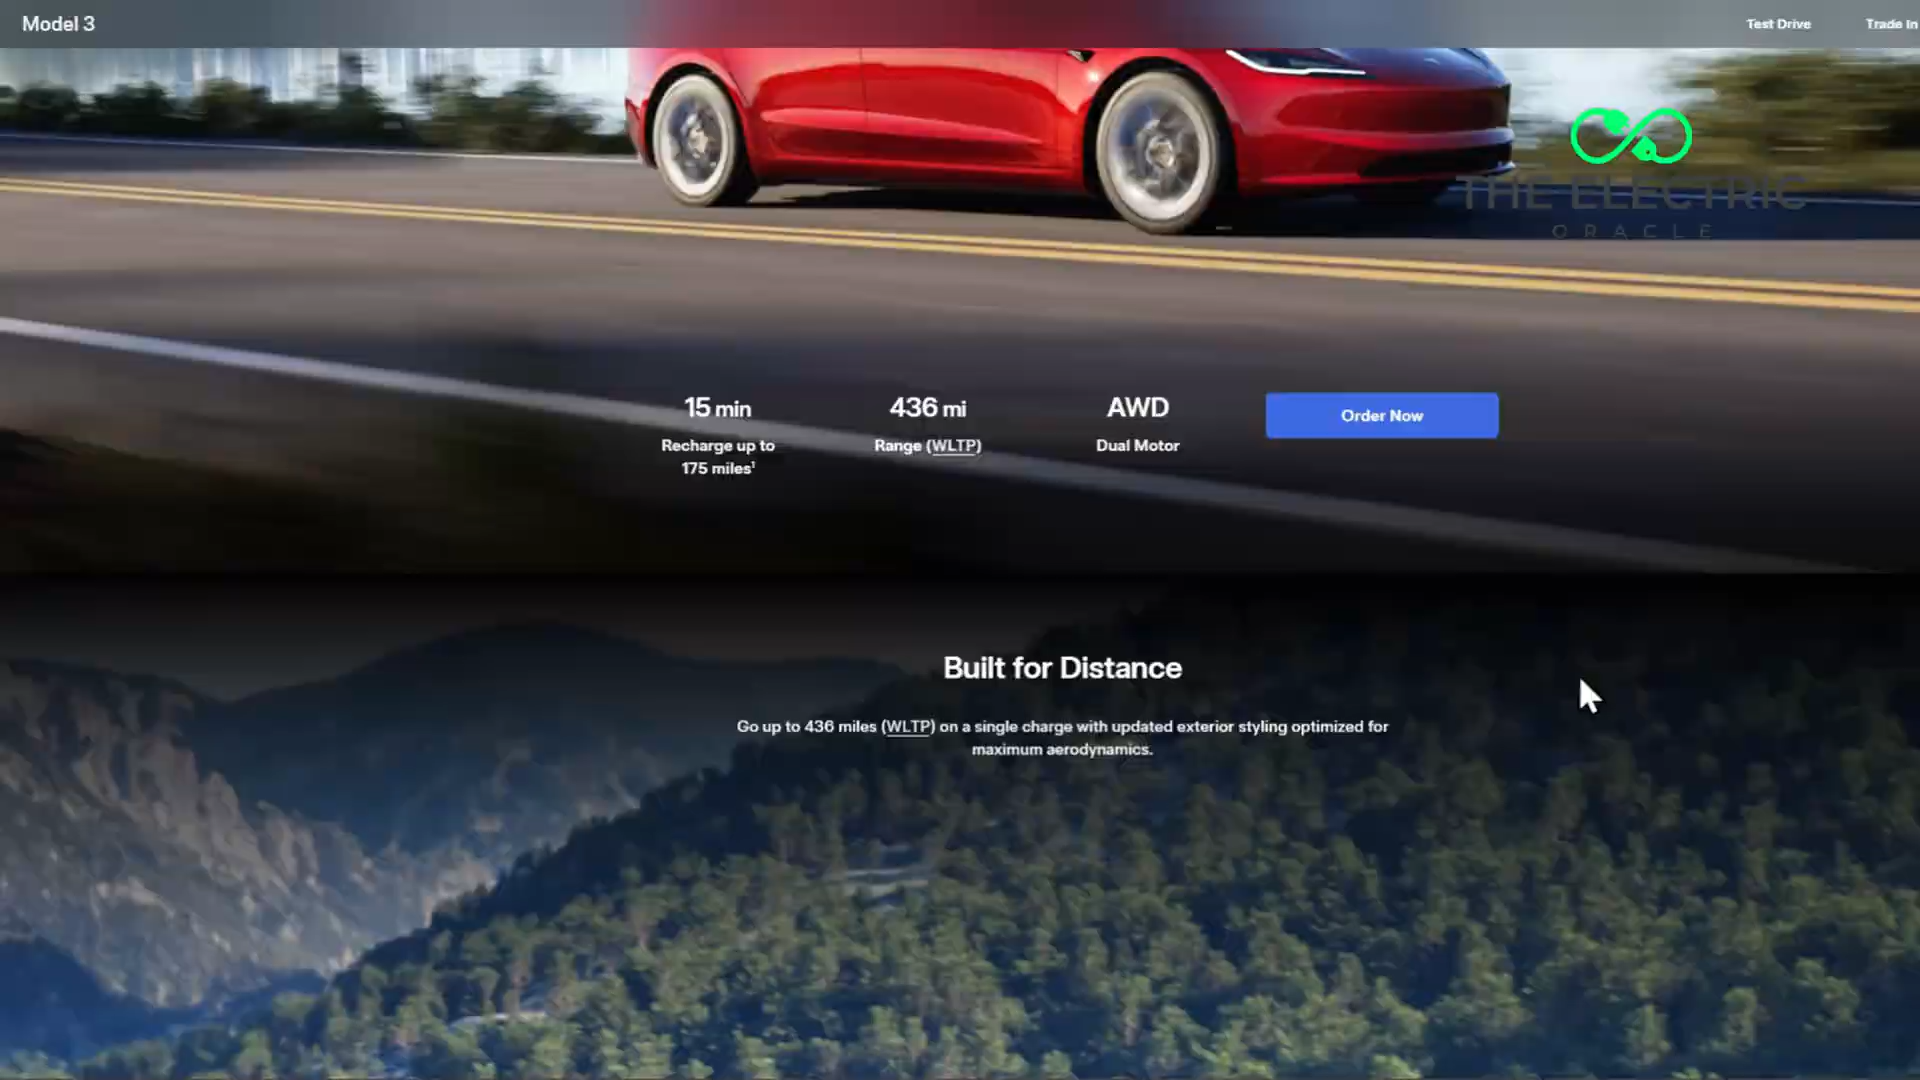 Model 3
Test Drive
Trade In
THE ELECTRIC
ORACLE
15 min
Recharge up to
175 miles¹
436 mi
Range (WLTP)
AWD
Dual Motor
Order Now
Built for Distance
Go up to 436 miles (WLTP) on a single charge with updated exterior styling optimized for
maximum aerodynamics.